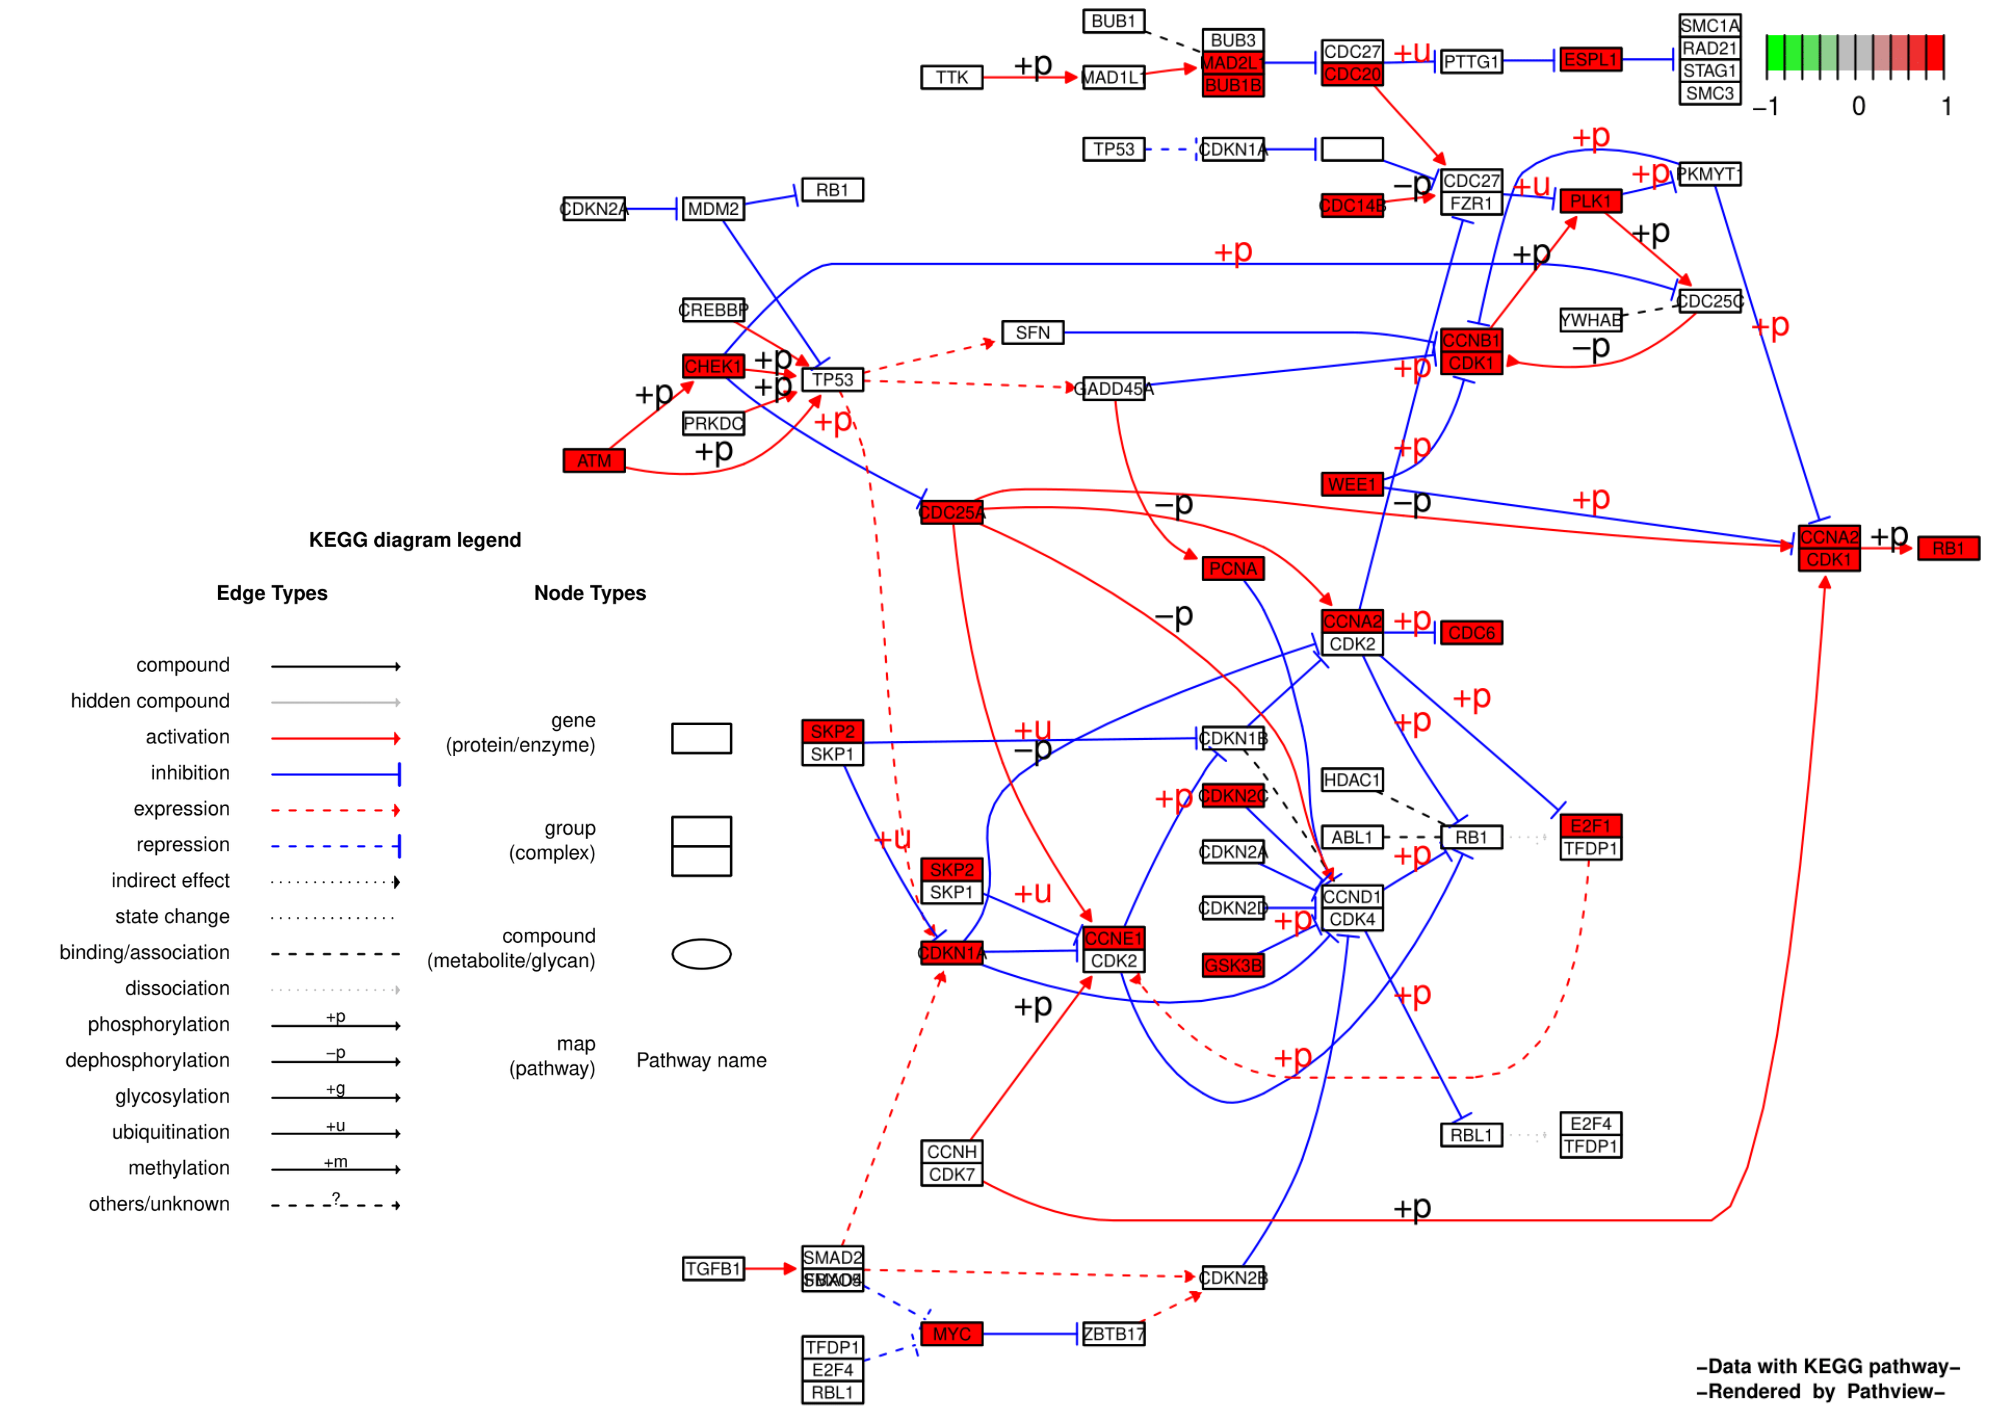 BUB1
BUB3
MAD2L1
BUB1B
CDC27
CDC20
+u
PTTG1
ESPL1
SMC1A
RAD21
STAG1
SMC3
−1
0
1
TTK
+p
MAD1L1
TP53
CDKN1A
+p
CDKN2A
MDM2
RB1
CDC14B
−p
CDC27
FZR1
+u
PLK1
+p
PKMYT1
+p
+p
+p
CREBBP
CHEK1
+p
+p
TP53
PRKDC
+p
ATM
+p
+p
SFN
GADD45A
CCNB1
CDK1
+p
YWHAB
CDC25C
−p
+p
WEE1
+p
−p
+p
CDC25A
−p
PCNA
CCNA2
CDK1
+p
RB1
KEGG diagram legend
Edge Types
Node Types
compound
hidden compound
activation
inhibition
expression
repression
indirect effect
state change
binding/association
dissociation
phosphorylation
+p
dephosphorylation
−p
glycosylation
+g
ubiquitination
+u
methylation
+m
others/unknown
?
gene
(protein/enzyme)
group
(complex)
compound
(metabolite/glycan)
map
(pathway)
Pathway name
−p
CCNA2
CDK2
+p
CDC6
+p
+p
SKP2
SKP1
+u
−p
CDKN1B
+p
CDKN2C
HDAC1
ABL1
RB1
E2F1
TFDP1
+u
CDKN2A
+p
SKP2
SKP1
+u
CDKN2D
CCND1
CDK4
+p
CDKN1A
CCNE1
CDK2
GSK3B
+p
+p
+p
CCNH
CDK7
RBL1
E2F4
TFDP1
+p
TGFB1
SMAD2
CDKN2B
MYC
ZBTB17
TFDP1
E2F4
RBL1
−Data with KEGG pathway−
−Rendered by Pathview−